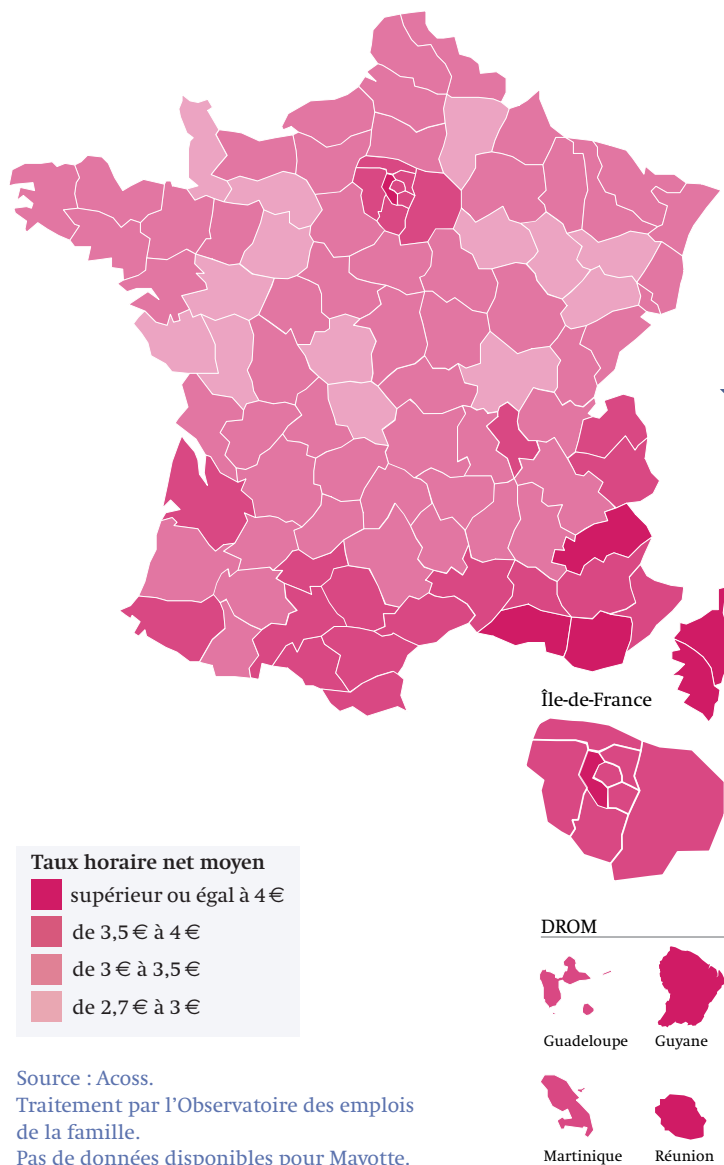 Île-de-France
Taux horaire net moyen
supérieur ou égal à 4 €
de 3,5 € à 4 €
de 3 € à 3,5 €
de 2,7 € à 3 €
DROM
Guadeloupe
Guyane
Martinique
Réunion
Source : Acoss.
Traitement par l’Observatoire des emplois
de la famille.
Pas de données disponibles pour Mayotte.